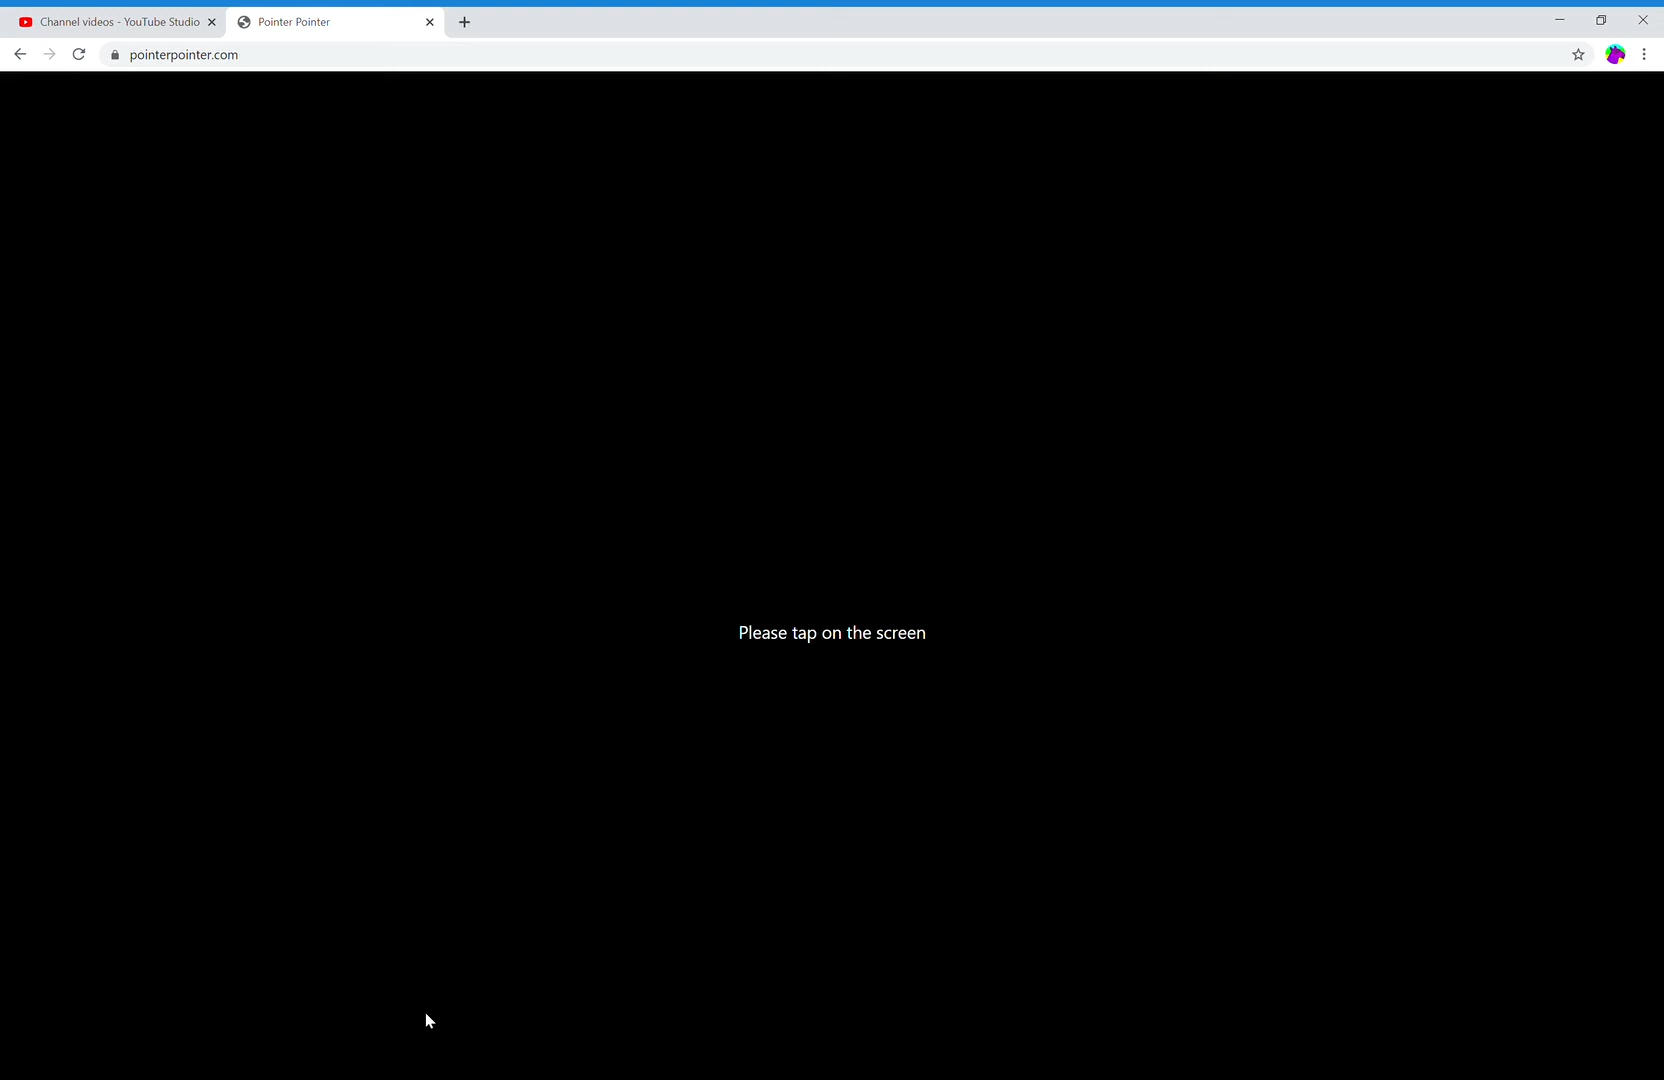 Channel videos - YouTube Studio
Pointer Pointer
pointerpointer.com
Please tap on the screen